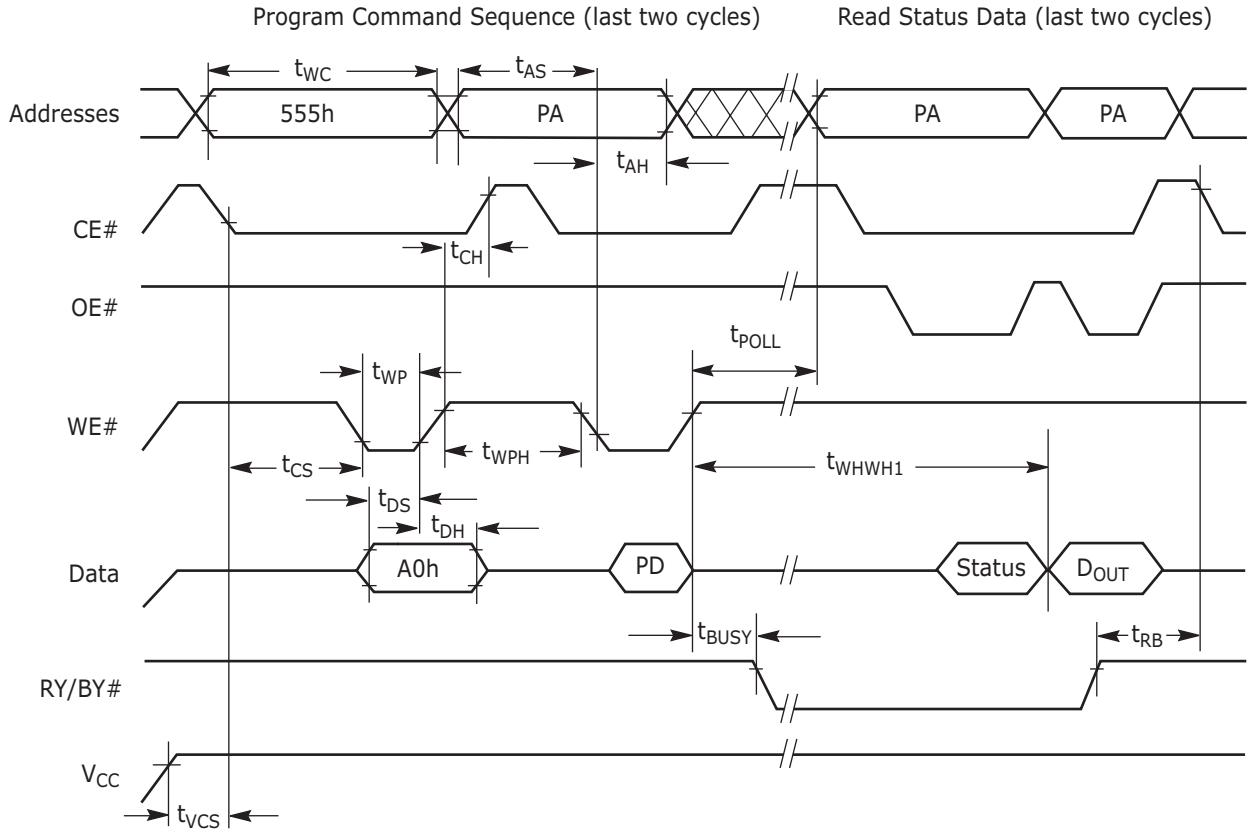 Program Command Sequence (last two cycles) Read Status Data (last two cycles)
tWC tAS
Addresses 555h PA PA PA
tAH
CE#
tCH
OE#
tPOLL
tWP
WE#
tCS tWPH tWHWH1
tDS
tDH
Data A0h PD Status DOUT
tBUSY tRB
RY/BY#
VCC
tVCS